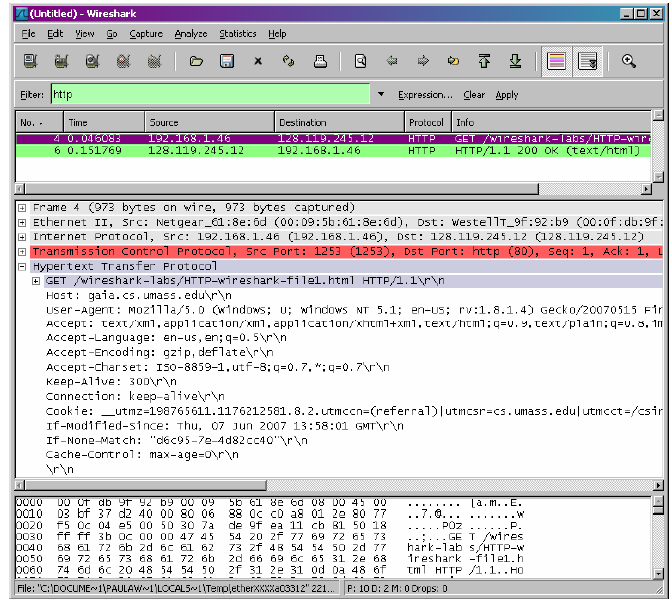 (Untitled) - Wireshark
File Edit View Go Capture Analyze Statistics Help
Filter: http Expression... Clear Apply
No. . Time Source Destination Protocol Info
4 0.046083 192.168.1.46 128.119.245.12 HTTP GET /wireshark-labs/HTTP-wire
6 0.151769 128.119.245.12 192.168.1.46 HTTP HTTP/1.1 200 OK (text/html)
Frame 4 (973 bytes on wire, 973 bytes captured)
Ethernet II, Src: Netgear_61:8e:6d (00:09:5b:61:8e:6d), Dst: WestellT_9f:92:b9 (00:0f:db:9f:
Internet Protocol, Src: 192.168.1.46 (192.168.1.46), Dst: 128.119.245.12 (128.119.245.12)
Transmission Control Protocol, Src Port: 1253 (1253), Dst Port: http (80), Seq: 1, Ack: 1, L
Hypertext Transfer Protocol
GET /wireshark-labs/HTTP-wireshark-file1.html HTTP/1.1\r\n
Host: gaia.cs.umass.edu\r\n
User-Agent: Mozilla/5.0 (Windows; U; Windows NT 5.1; en-US; rv:1.8.1.4) Gecko/20070515 Fir
Accept: text/xml,application/xml,application/xhtml+xml,text/html;q=0.9,text/plain;q=0.8,im
Accept-Language: en-us,en;q=0.5\r\n
Accept-Encoding: gzip,deflate\r\n
Accept-Charset: ISO-8859-1,utf-8;q=0.7,*;q=0.7\r\n
Keep-Alive: 300\r\n
Connection: keep-alive\r\n
Cookie: __utmz=198765611.1176212581.8.2.utmccn=(referral)|utmcsr=cs.umass.edu|utmcct=/csir
If-Modified-Since: Thu, 07 Jun 2007 13:58:01 GMT\r\n
If-None-Match: "d6c95-7e-4d82cc40"\r\n
Cache-Control: max-age=0\r\n
\r\n
0000 00 0f db 9f 92 b9 00 09 5b 61 8e 6d 08 00 45 00 ........ [a.m..E.
0010 03 bf 37 d2 40 00 80 06 88 0c c0 a8 01 2e 80 77 ..7.@... .......w
0020 f5 0c 04 e5 00 50 30 7a de 9f ea 11 cb 81 50 18 .....P0z ......P.
0030 ff ff 3b 0c 00 00 47 45 54 20 2f 77 69 72 65 73 ..;...GE T /wires
0040 68 61 72 6b 2d 6c 61 62 73 2f 48 54 54 50 2d 77 hark-lab s/HTTP-w
0050 69 72 65 73 68 61 72 6b 2d 66 69 6c 65 31 2e 68 ireshark -file1.h
0060 74 6d 6c 20 48 54 54 50 2f 31 2e 31 0d 0a 48 6f tml HTTP /1.1..Ho
File: "C:\DOCUME~1\PAULAW~1\LOCALS~1\Temp\etherXXXXa03312" 221... P: 10 D: 2 M: 0 Drops: 0